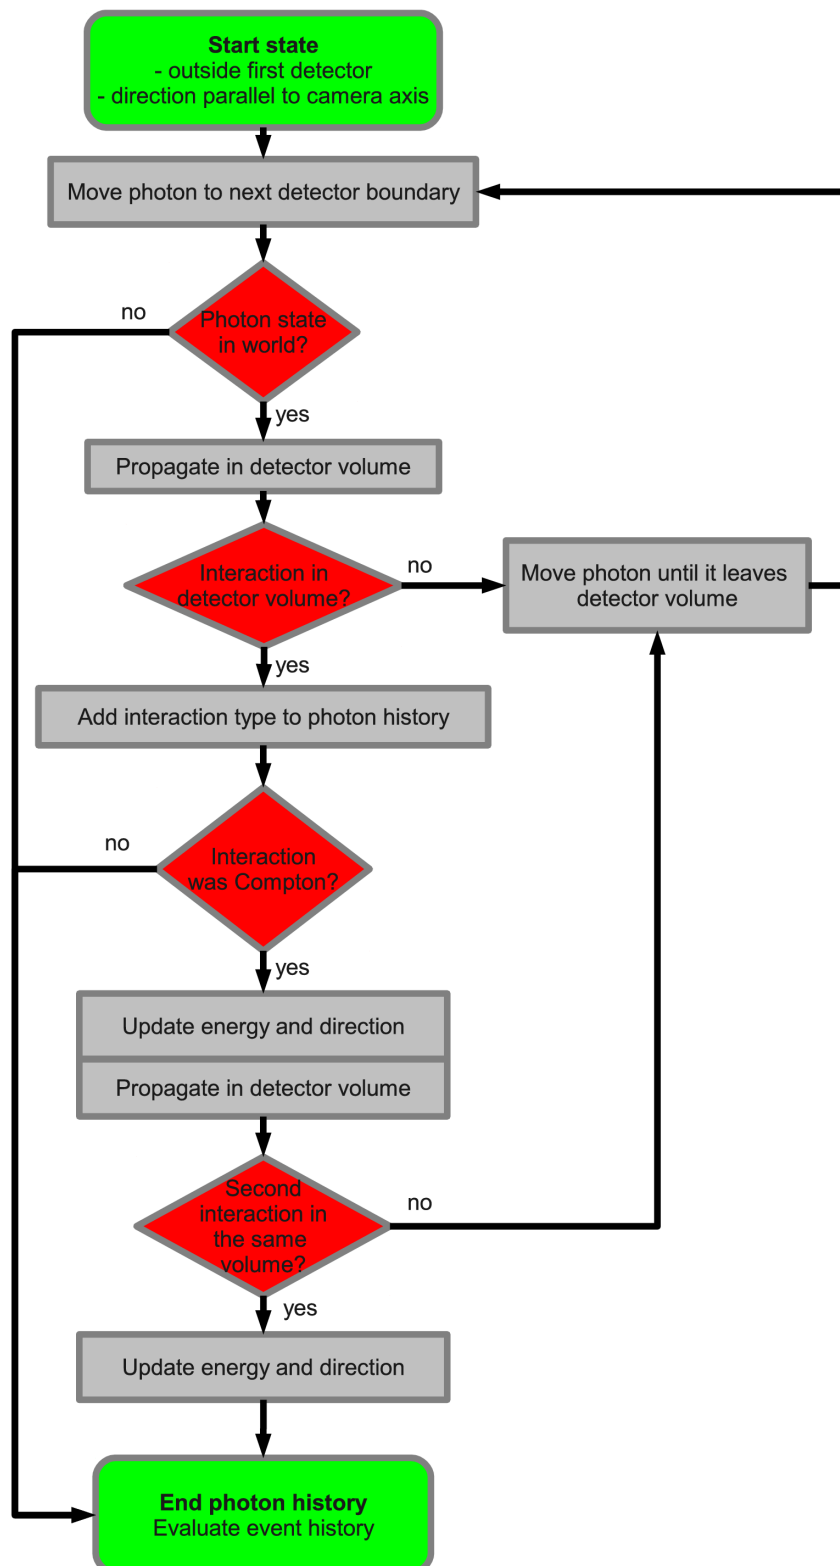 Start state
- outside first detector
- direction parallel to camera axis
Move photon to next detector boundary
no
Photon state
in world?
yes
Propagate in detector volume
Interaction in
detector volume?
no
Move photon until it leaves
detector volume
yes
Add interaction type to photon history
no
Interaction
was Compton?
yes
Update energy and direction
Propagate in detector volume
Second
interaction in
the same
volume?
no
yes
Update energy and direction
End photon history
Evaluate event history